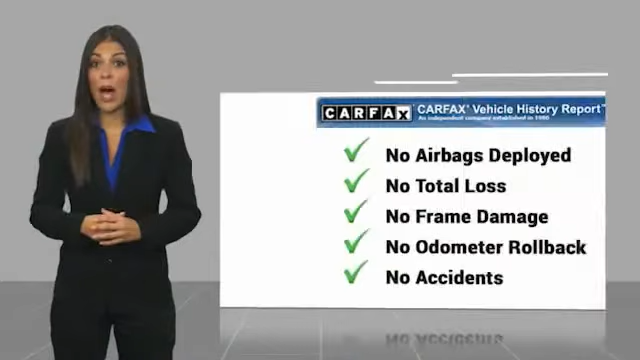 CARFAX CARFAX Vehicle History Report™
An independent company established in 1986
No Airbags Deployed
No Total Loss
No Frame Damage
No Odometer Rollback
No Accidents